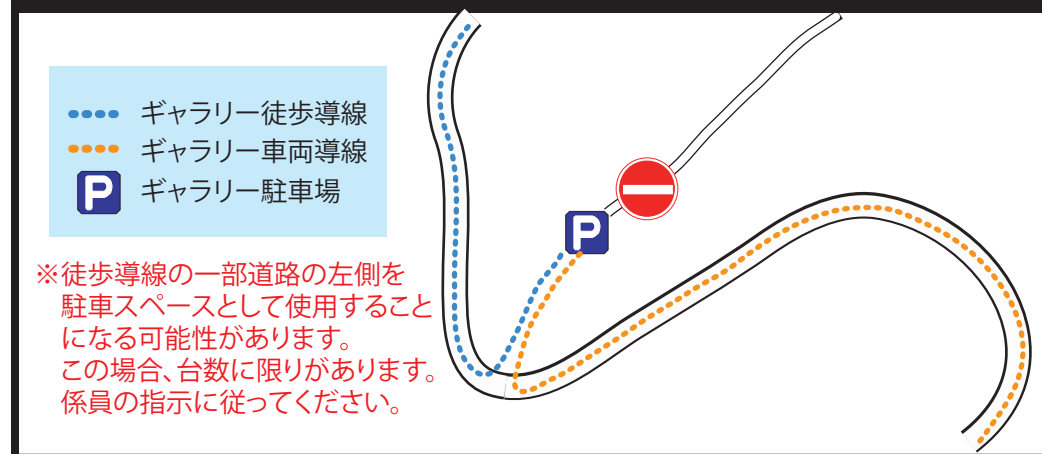 ギャラリー徒歩導線
ギャラリー車両導線
P ギャラリー駐車場
P
※徒歩導線の一部道路の左側を
駐車スペースとして使用すること
になる可能性があります。
この場合、台数に限りがあります。
係員の指示に従ってください。